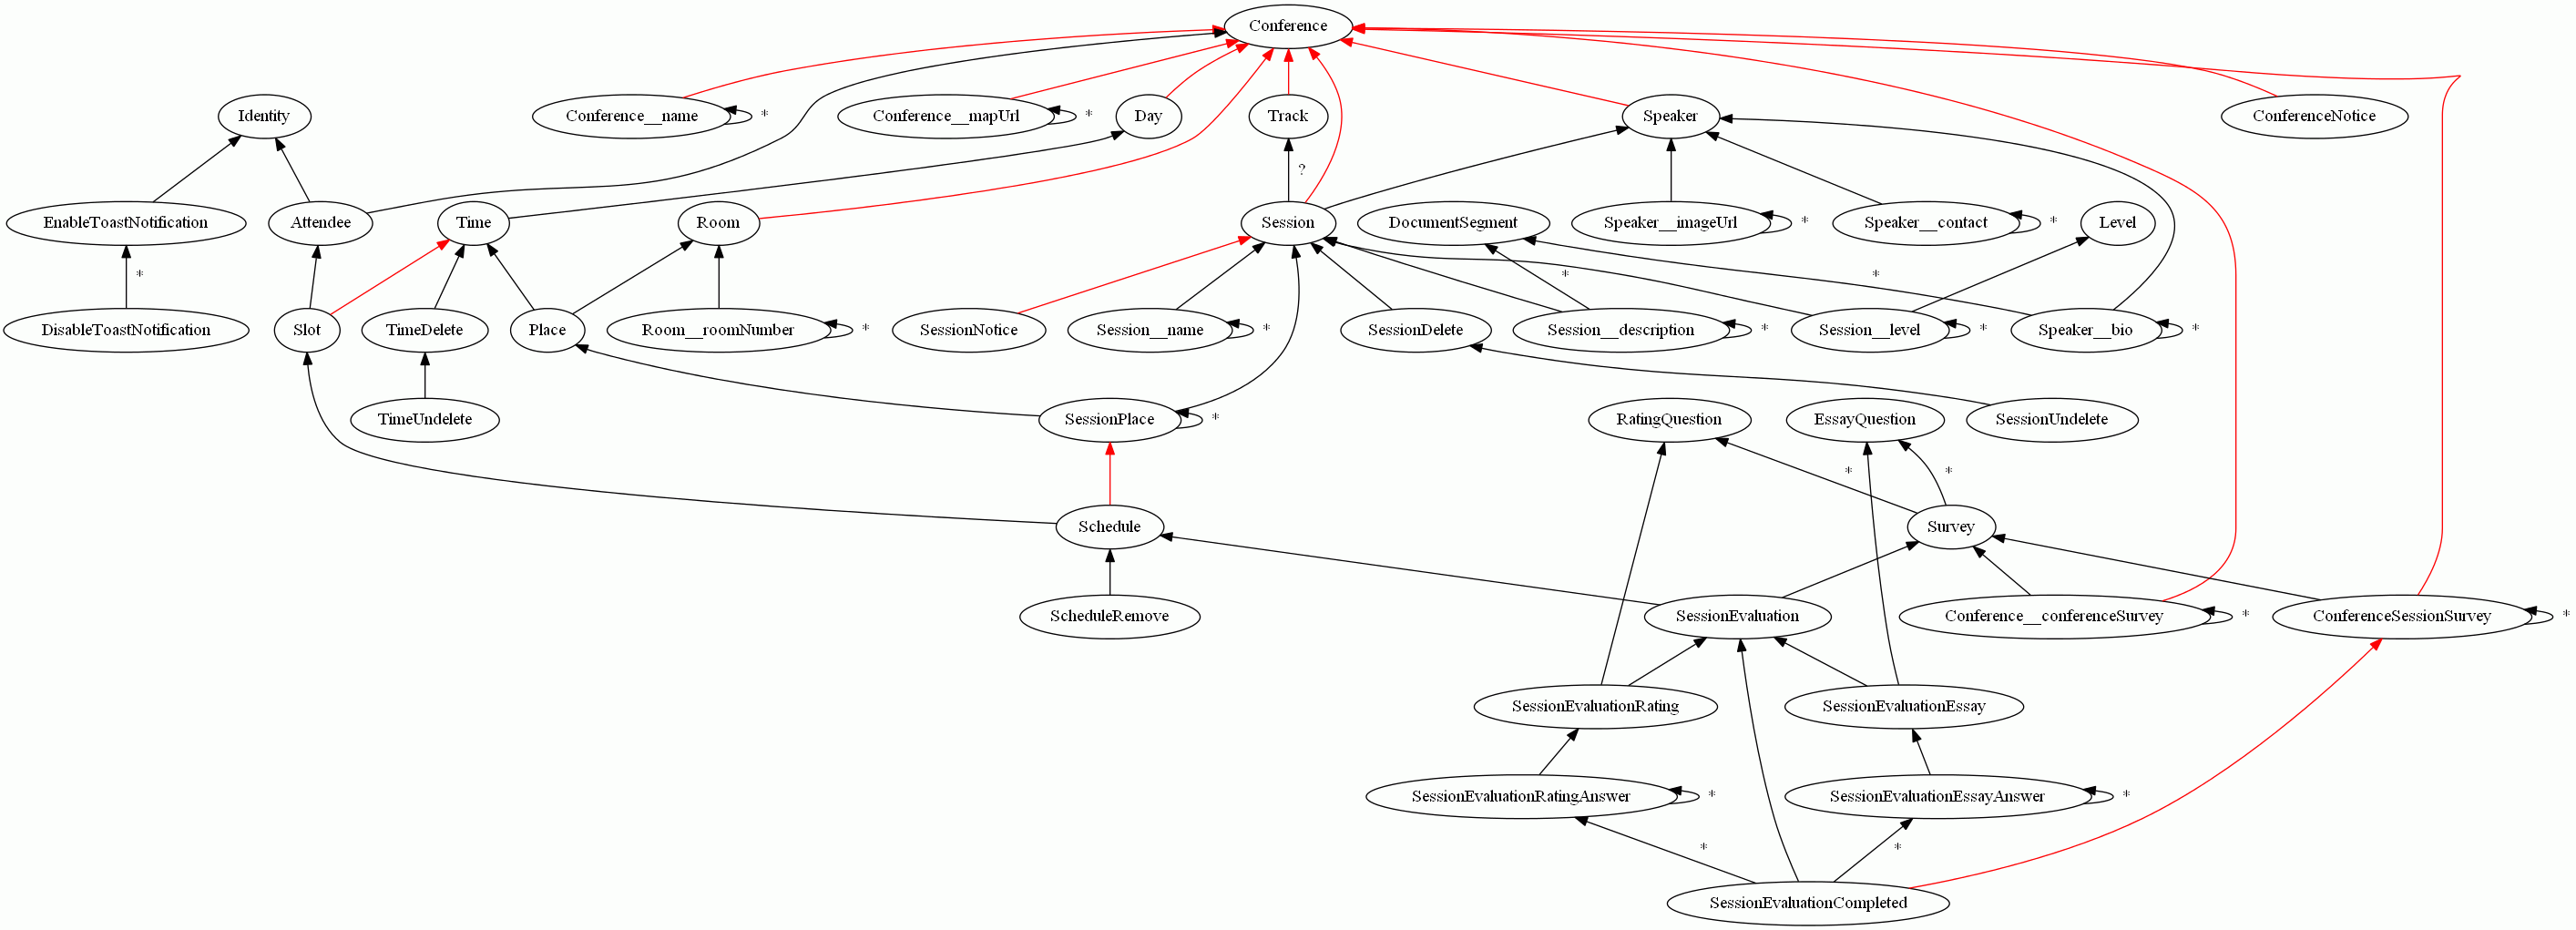 Conference
Identity
Conference__name
*
Conference__mapUrl
*
Day
Track
Speaker
ConferenceNotice
?
EnableToastNotification
Attendee
Time
Room
Session
DocumentSegment
Speaker__imageUrl
*
Speaker__contact
*
Level
*
*
*
DisableToastNotification
Slot
TimeDelete
Place
Room__roomNumber
*
SessionNotice
Session__name
*
SessionDelete
Session__description
*
Session__level
*
Speaker__bio
*
TimeUndelete
SessionPlace
*
RatingQuestion
EssayQuestion
SessionUndelete
*
*
Schedule
Survey
ScheduleRemove
SessionEvaluation
Conference__conferenceSurvey
*
ConferenceSessionSurvey
*
SessionEvaluationRating
SessionEvaluationEssay
SessionEvaluationRatingAnswer
*
SessionEvaluationEssayAnswer
*
*
*
SessionEvaluationCompleted